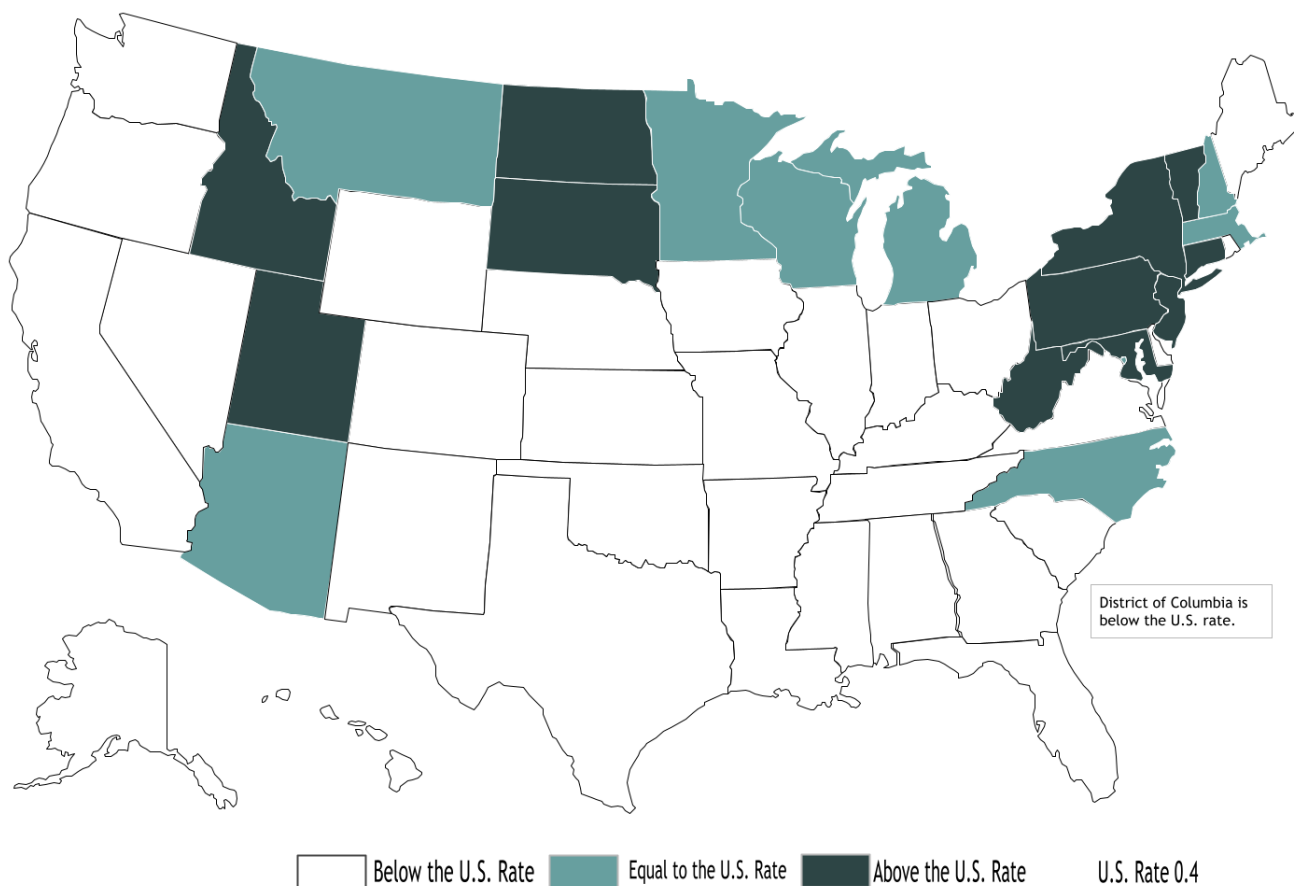 District of Columbia is
below the U.S. rate.
Below the U.S. Rate
Equal to the U.S. Rate
Above the U.S. Rate
U.S. Rate 0.4